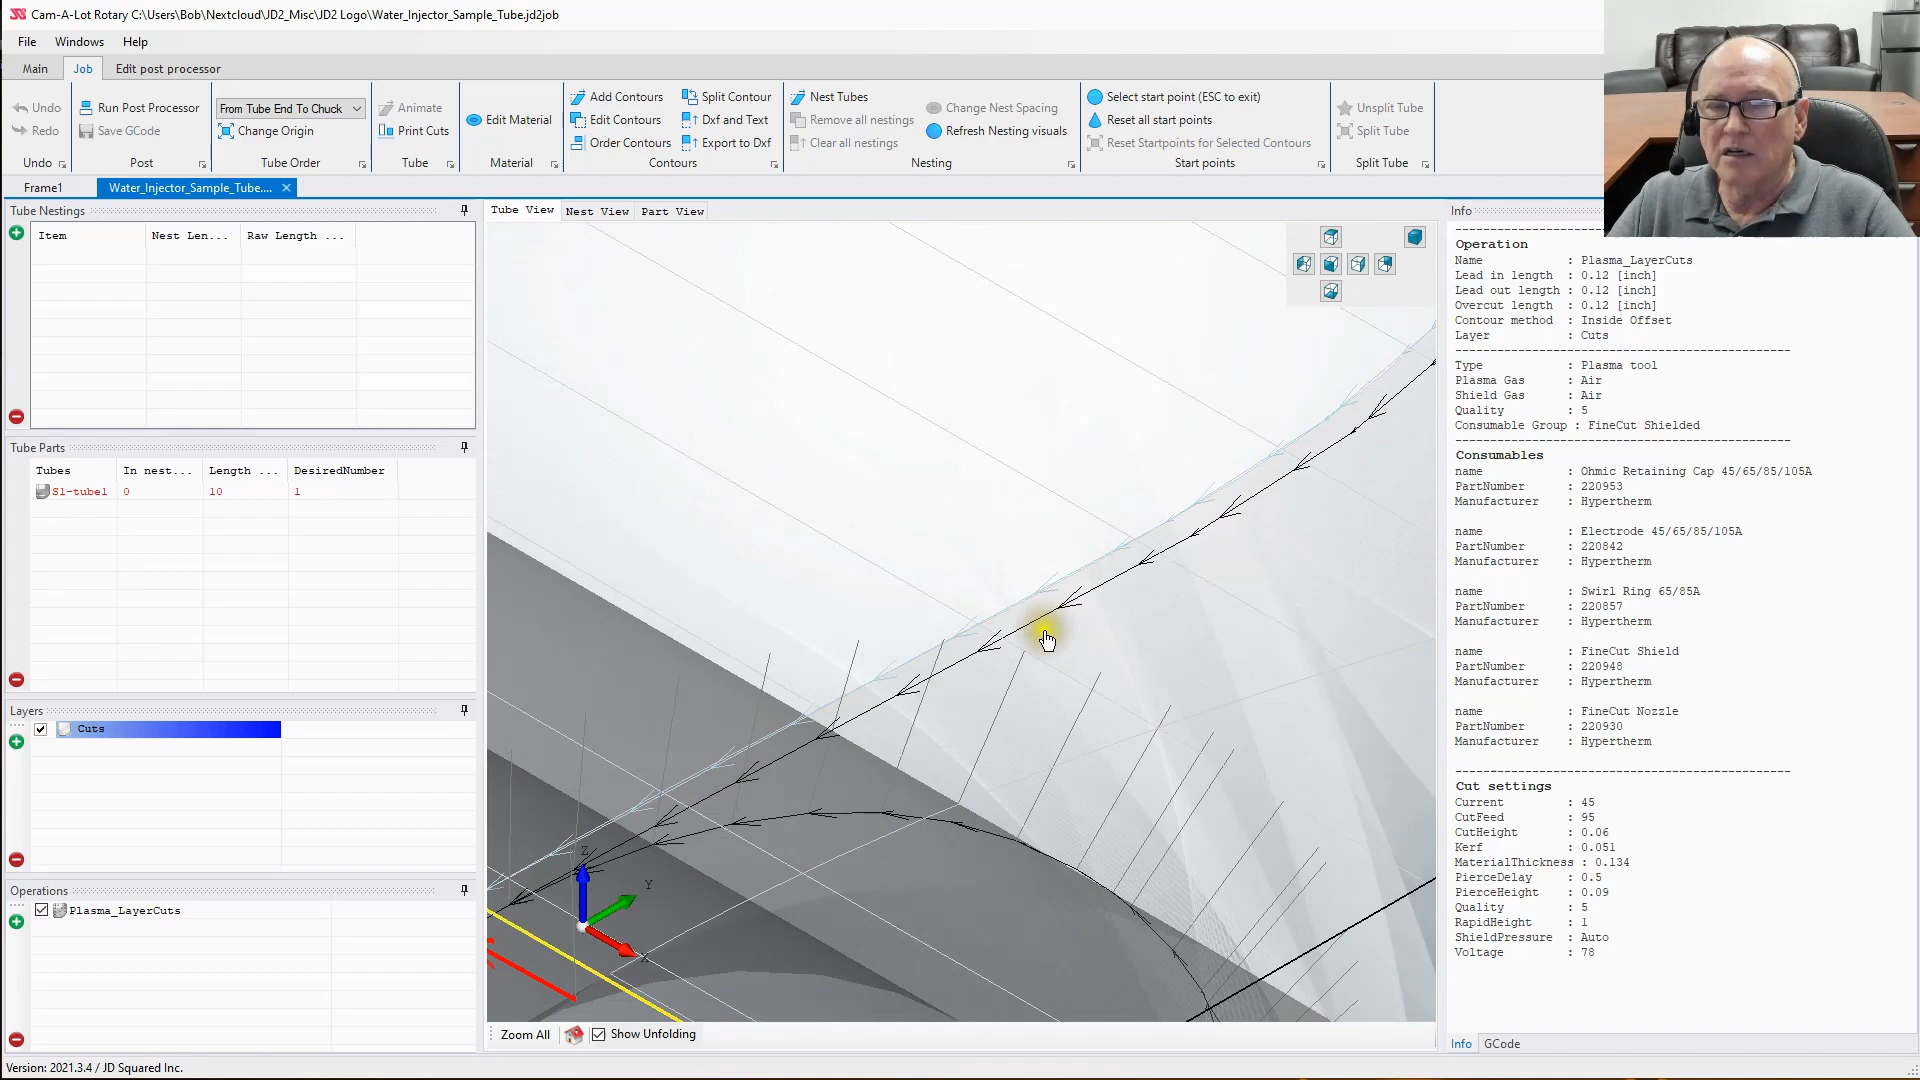 Cam-A-Lot Rotary C:\Users\Bob\Nextcloud\JD2_Misc\JD2 Logo\Water_Injector_Sample_Tube.jd2job
File Windows Help
Main Job Edit post processor
Undo
Redo
Undo
Run Post Processor
Save GCode
Post
From Tube End To Chuck
Change Origin
Tube Order
Animate
Print Cuts
Tube
Edit Material
Material
Add Contours Split Contour
Edit Contours Dxf and Text
Order Contours Export to Dxf
Contours
Nest Tubes Change Nest Spacing
Remove all nestings Refresh Nesting visuals
Clear all nestings
Nesting
Select start point (ESC to exit)
Reset all start points
Reset Startpoints for Selected Contours
Start points
Unsplit Tube
Split Tube
Split Tube
Frame1 Water_Injector_Sample_Tube....
Tube Nestings
Item Nest Len... Raw Length ...
Tube Parts
Tubes In nest... Length ... DesiredNumber
S1-tube1 0 10 1
Layers
Cuts
Operations
Plasma_LayerCuts
Tube View Nest View Part View
Z
Y
X
Zoom All Show Unfolding
Info
Operation
Name : Plasma_LayerCuts
Lead in length : 0.12 [inch]
Lead out length : 0.12 [inch]
Overcut length : 0.12 [inch]
Contour method : Inside Offset
Layer : Cuts
Type : Plasma tool
Plasma Gas : Air
Shield Gas : Air
Quality : 5
Consumable Group : FineCut Shielded
Consumables
name : Ohmic Retaining Cap 45/65/85/105A
PartNumber : 220953
Manufacturer : Hypertherm
name : Electrode 45/65/85/105A
PartNumber : 220842
Manufacturer : Hypertherm
name : Swirl Ring 65/85A
PartNumber : 220857
Manufacturer : Hypertherm
name : FineCut Shield
PartNumber : 220948
Manufacturer : Hypertherm
name : FineCut Nozzle
PartNumber : 220930
Manufacturer : Hypertherm
Cut settings
Current : 45
CutFeed : 95
CutHeight : 0.06
Kerf : 0.051
MaterialThickness : 0.134
PierceDelay : 0.5
PierceHeight : 0.09
Quality : 5
RapidHeight : 1
ShieldPressure : Auto
Voltage : 78
Info GCode
Version: 2021.3.4 / JD Squared Inc.